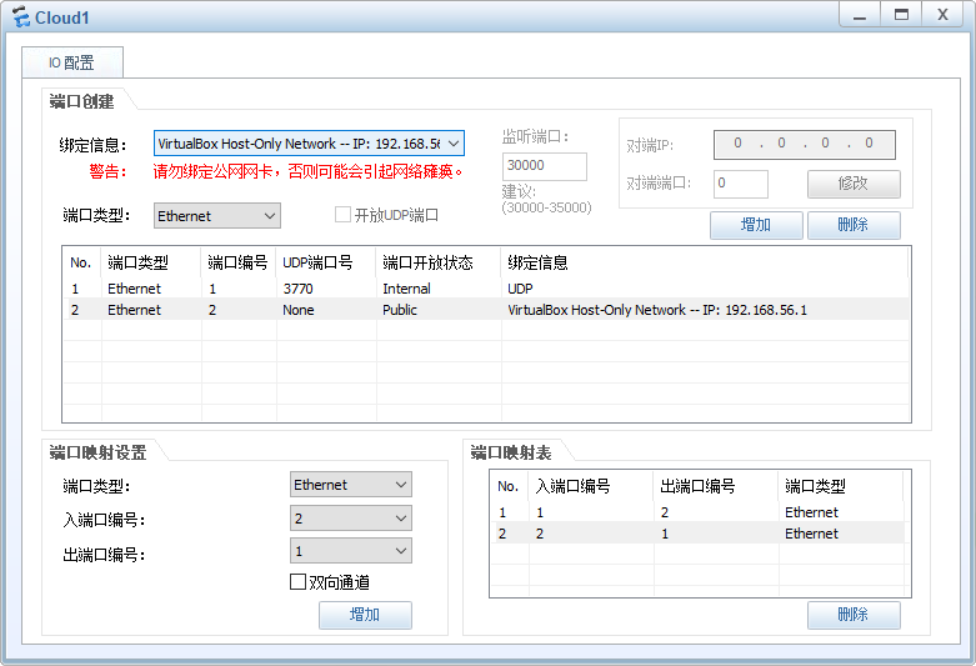 Cloud1
IO 配置
端口创建
绑定信息: VirtualBox Host-Only Network -- IP: 192.168.5
警告: 请勿绑定公网网卡，否则可能会引起网络瘫痪。
端口类型: Ethernet 开放UDP端口
监听端口:
30000
建议:
(30000-35000)
对端IP: 0 . 0 . 0 . 0
对端端口: 0 修改
增加 删除
No. 端口类型 端口编号 UDP端口号 端口开放状态 绑定信息
1 Ethernet 1 3770 Internal UDP
2 Ethernet 2 None Public VirtualBox Host-Only Network -- IP: 192.168.56.1
端口映射设置
端口类型: Ethernet
入端口编号: 2
出端口编号: 1
双向通道
增加
端口映射表
No. 入端口编号 出端口编号 端口类型
1 1 2 Ethernet
2 2 1 Ethernet
删除